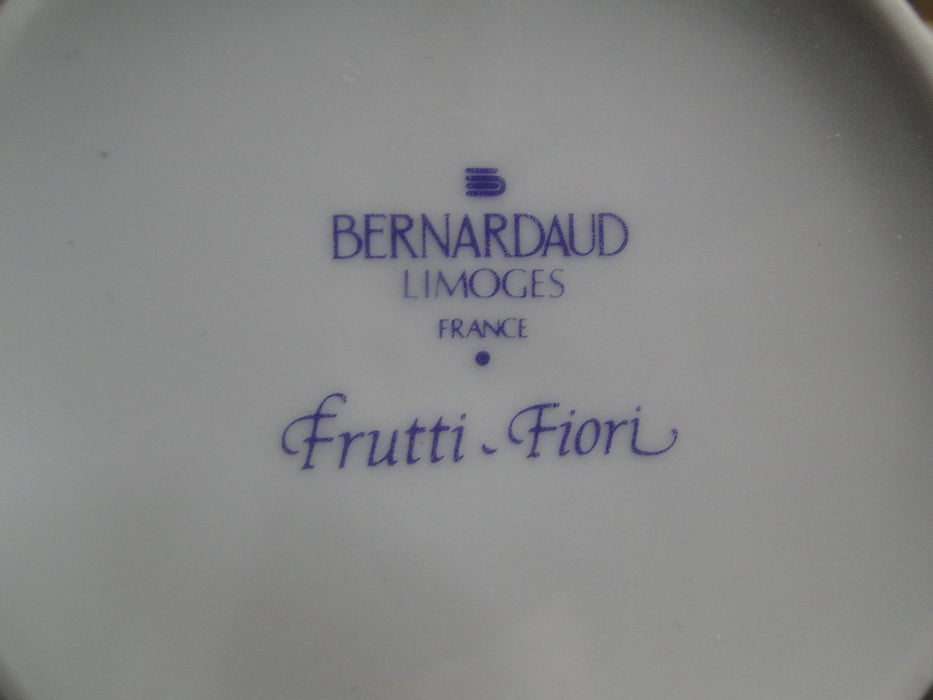 BERNARDAUD
LIMOGES
FRANCE
Frutti - Fiori